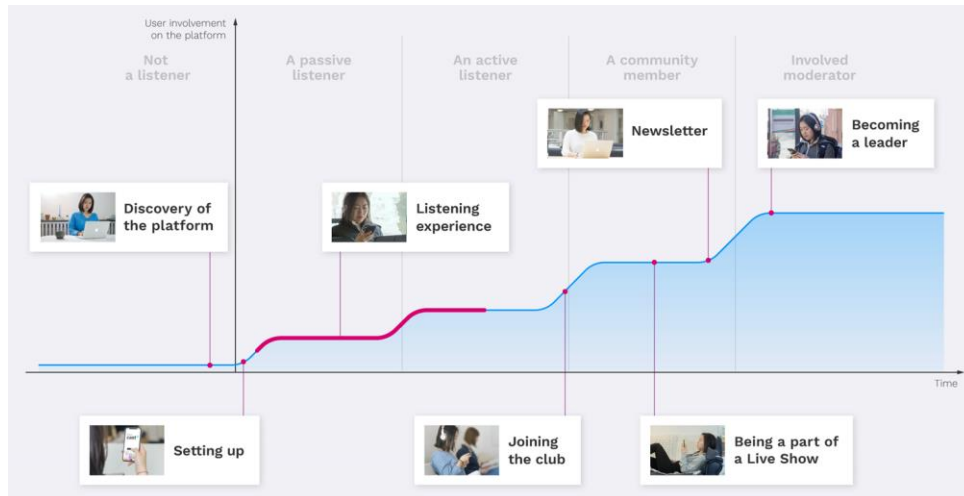 User involvement
on the platform
Not
a listener
A passive
listener
An active
listener
A community
member
Involved
moderator
Newsletter
Becoming
a leader
Discovery of
the platform
Listening
experience
Time
Setting up
Joining
the club
Being a part of
a Live Show